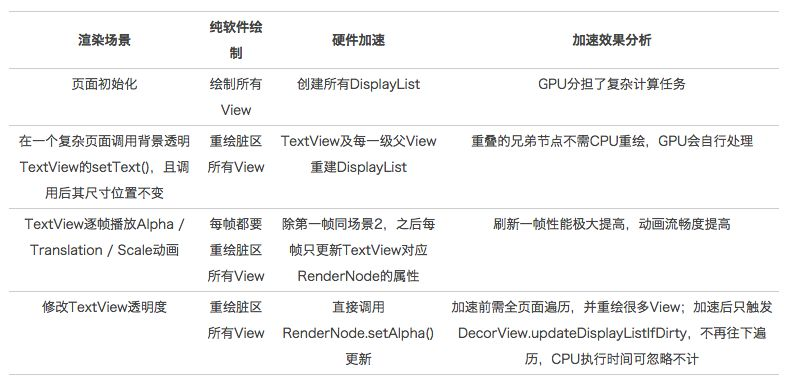 渲染场景
纯软件绘
制
硬件加速
加速效果分析
页面初始化
绘制所有
View
创建所有DisplayList
GPU分担了复杂计算任务
在一个复杂页面调用背景透明
TextView的setText()，且调
用后其尺寸位置不变
重绘脏区
所有View
TextView及每一级父View
重建DisplayList
重叠的兄弟节点不需CPU重绘，GPU会自行处理
TextView逐帧播放Alpha /
Translation / Scale动画
每帧都要
重绘脏区
所有View
除第一帧同场景2，之后每
帧只更新TextView对应
RenderNode的属性
刷新一帧性能极大提高，动画流畅度提高
修改TextView透明度
重绘脏区
所有View
直接调用
RenderNode.setAlpha()
更新
加速前需全页面遍历，并重绘很多View；加速后只触发
DecorView.updateDisplayListIfDirty，不再往下遍
历，CPU执行时间可忽略不计